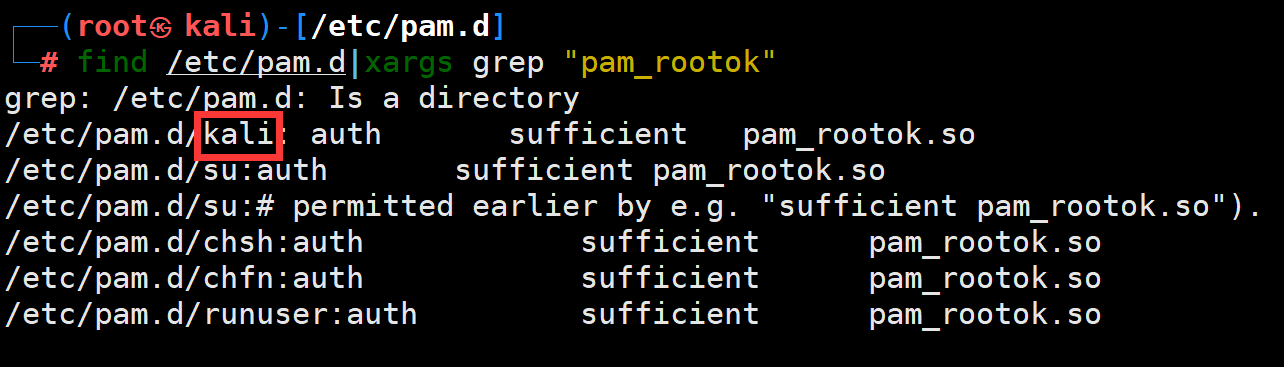 ┌──(root㉿kali)-[/etc/pam.d]
└─# find /etc/pam.d|xargs grep "pam_rootok"
grep: /etc/pam.d: Is a directory
/etc/pam.d/kali: auth       sufficient   pam_rootok.so
/etc/pam.d/su:auth       sufficient pam_rootok.so
/etc/pam.d/su:# permitted earlier by e.g. "sufficient pam_rootok.so").
/etc/pam.d/chsh:auth            sufficient      pam_rootok.so
/etc/pam.d/chfn:auth            sufficient      pam_rootok.so
/etc/pam.d/runuser:auth         sufficient      pam_rootok.so